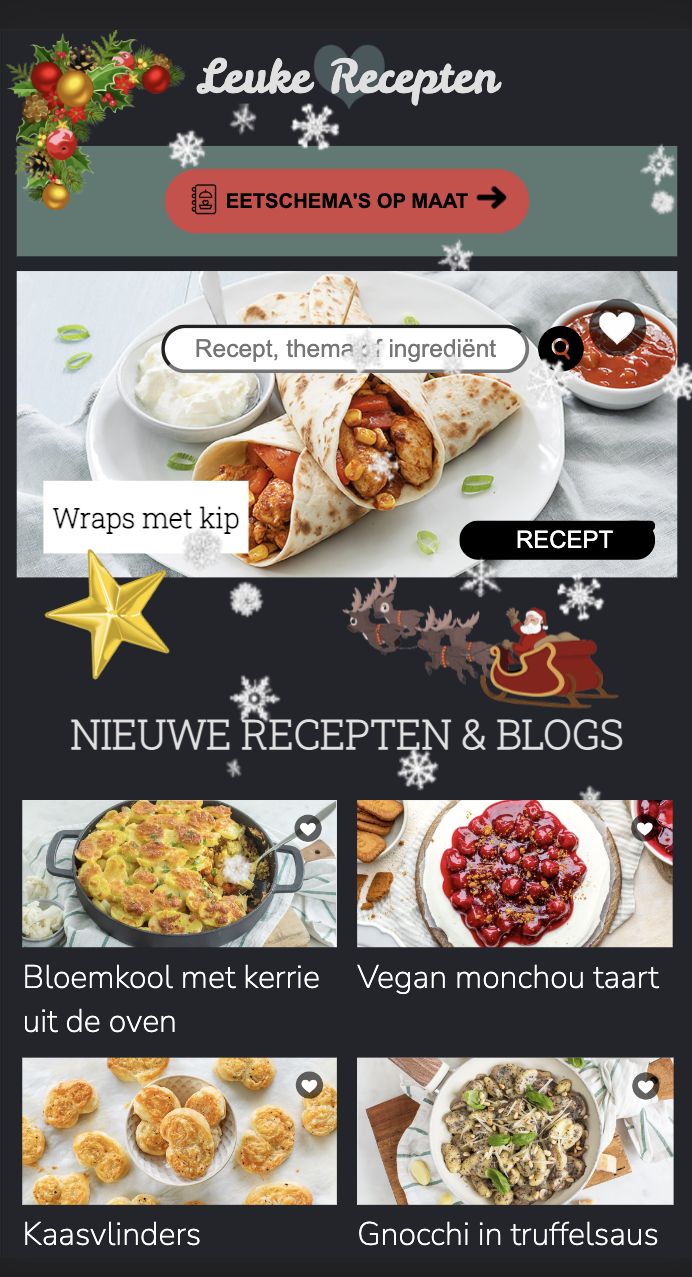 Leuke Recepten
EETSCHEMA'S OP MAAT
Recept, thema of ingrediënt
Wraps met kip
RECEPT
NIEUWE RECEPTEN & BLOGS
Bloemkool met kerrie
uit de oven
Vegan monchou taart
Kaasvlinders
Gnocchi in truffelsaus